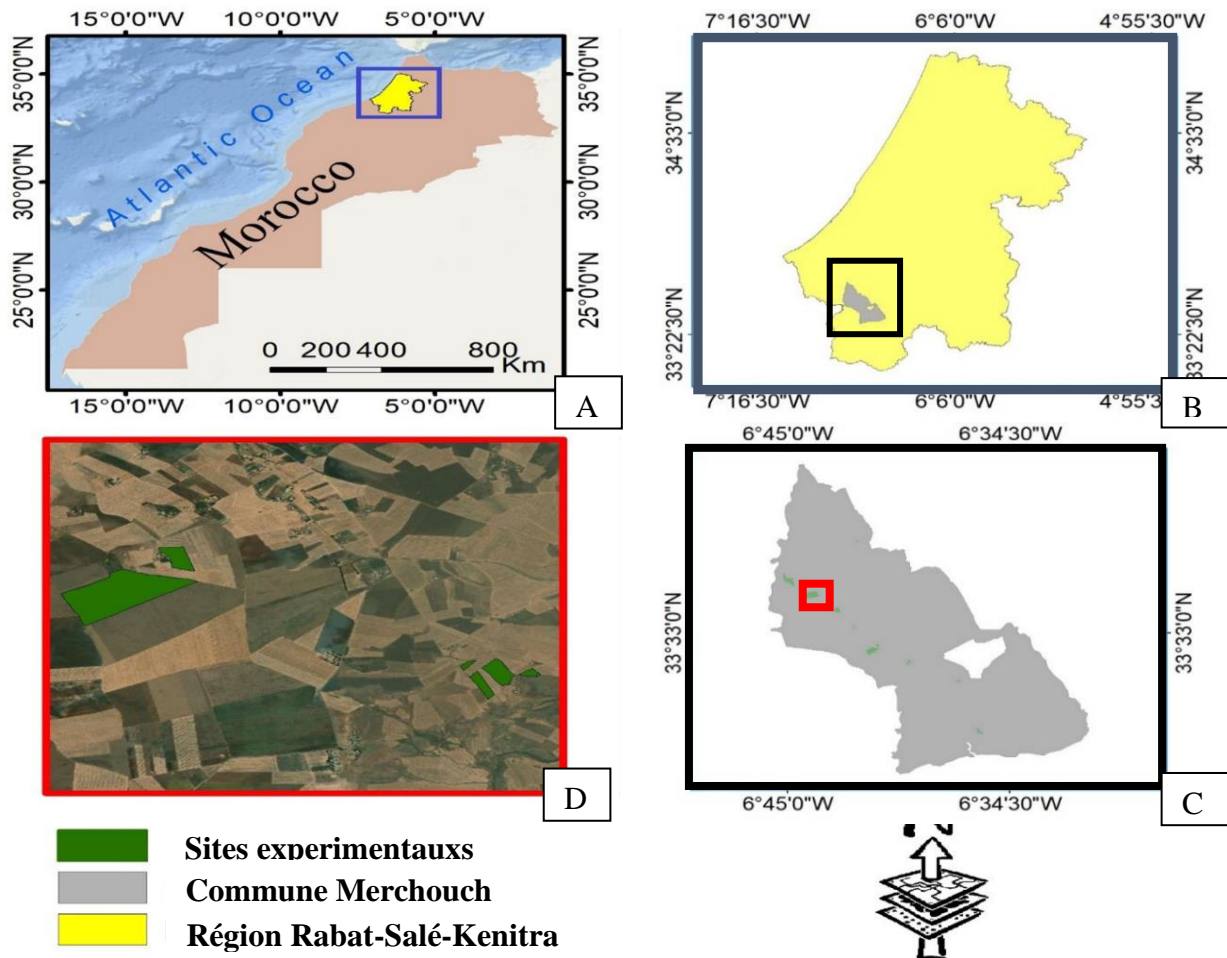 15°0'0"W 10°0'0"W 5°0'0"W
35°0'0"N
30°0'0"N
25°0'0"N
Atlantic Ocean
Morocco
35°0'0"N
30°0'0"N
25°0'0"N
0 200 400 800
Km
A
15°0'0"W 10°0'0"W 5°0'0"W
7°16'30"W 6°6'0"W 4°55'30"W
34°33'0"N
33°22'30"N
34°33'0"N
33°22'30"N
B
7°16'30"W 6°6'0"W 4°55'30"W
D
6°45'0"W 6°34'30"W
33°33'0"N
33°33'0"N
C
6°45'0"W 6°34'30"W
Sites experimentauxs
Commune Merchouch
Région Rabat-Salé-Kenitra